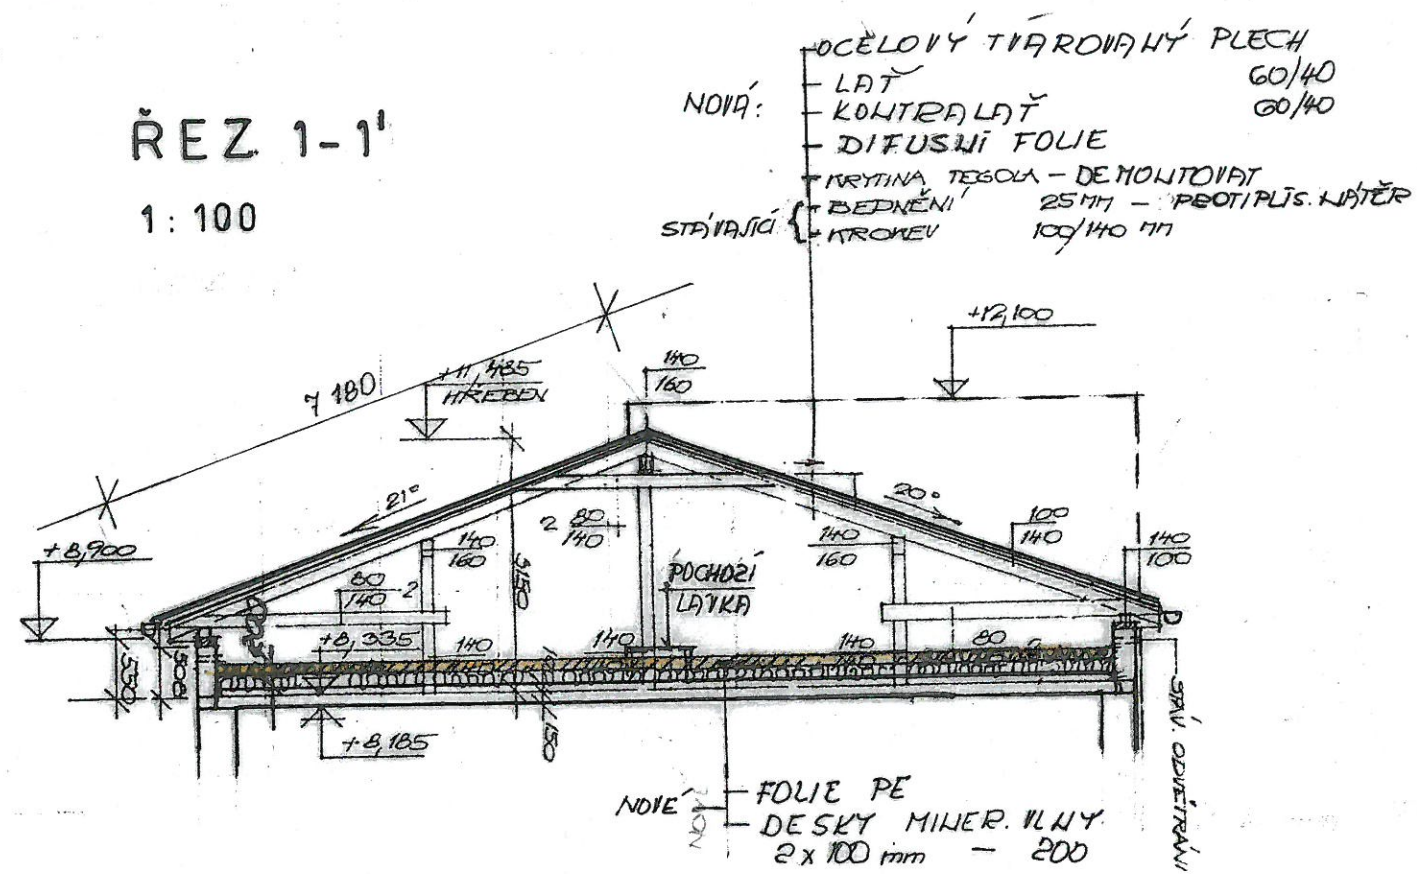 ŘEZ 1-1'
1:100
NOVÁ:
OCELOVÝ TVAROVANÝ PLECH
LAŤ 60/40
KONTRALAŤ 60/40
DIFUSNÍ FOLIE
KRYTINA TEGOLA - DEMONTOVAT
STÁVAJÍCÍ
BEDNĚNÍ 25 MM - PROTIPLÍS. NÁTĚR
KROKEV 100/140 MM
+12,100
7 180
+11,485
HŘEBEN
140
160
21°
20°
2 80
140
100
140
140
100
+8,900
140
160
140
160
3150
POCHOZÍ
LÁVKA
80
140 2
+8,335
140
140
140
80
550
500
150
+8,185
STÁV. ODVĚTRÁNÍ
NOVÉ
FOLIE PE
DESKY MINER. VLNY
2 x 100 mm - 200